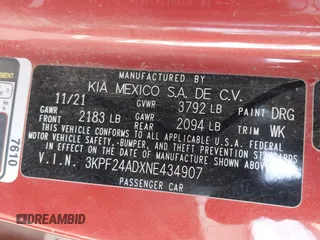 MANUFACTURED BY
KIA MEXICO S.A. DE C.V.
11/21 GVWR 3792 LB PAINT DRG
GAWR FRONT 2183 LB GAWR REAR 2094 LB TRIM WK
THIS VEHICLE CONFORMS TO ALL APPLICABLE FEDERAL
MOTOR VEHICLE SAFETY, -BUMPER, AND THEFT
PREVENTION STANDARDS IN EFFECT ON THE DATE OF
MANUFACTURE SHOWN ABOVE.
V.I.N. 3KPF24ADXNE434907
PASSENGER CAR
7610
DREAMBID